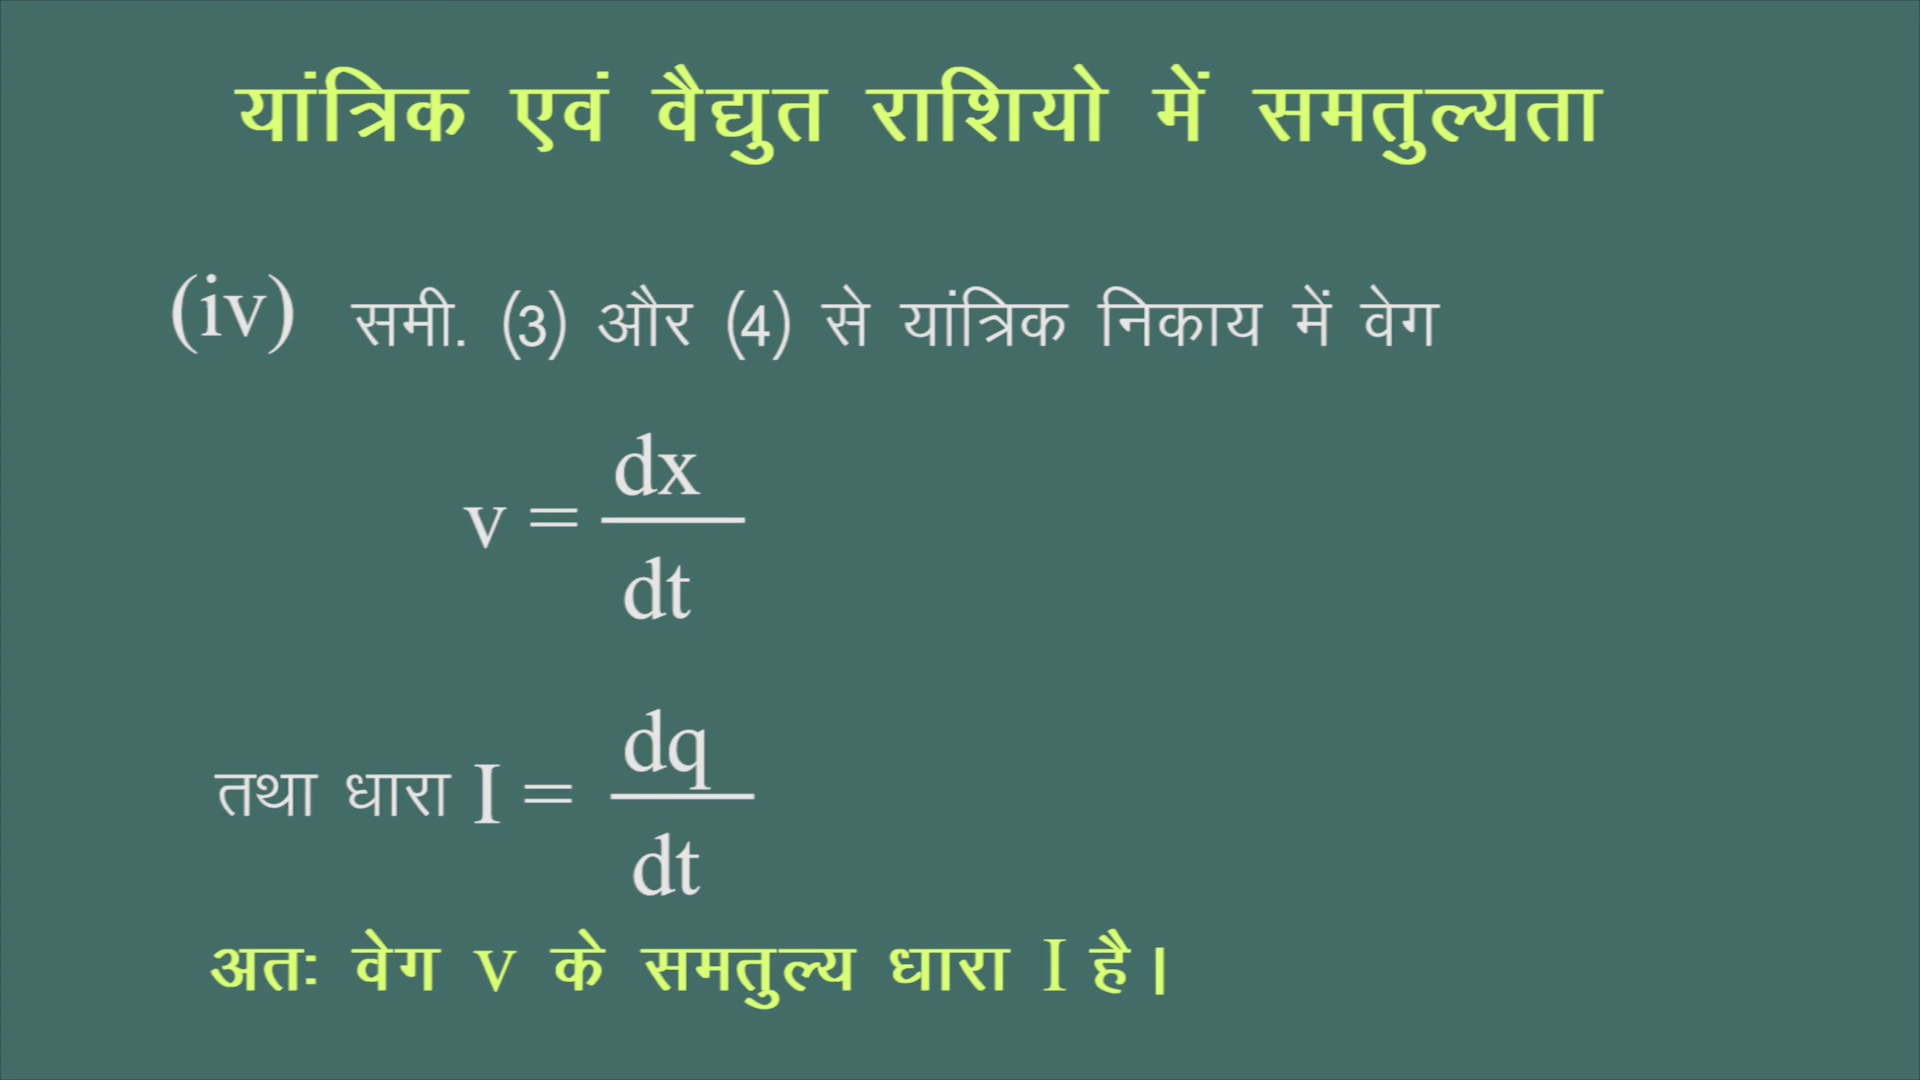 यांत्रिक एवं वैद्युत राशियो में समतुल्यता
(iv) समी. (3) और (4) से यांत्रिक निकाय में वेग
v = dx
dt
तथा धारा I = dq
dt
अतः वेग v के समतुल्य धारा I है।